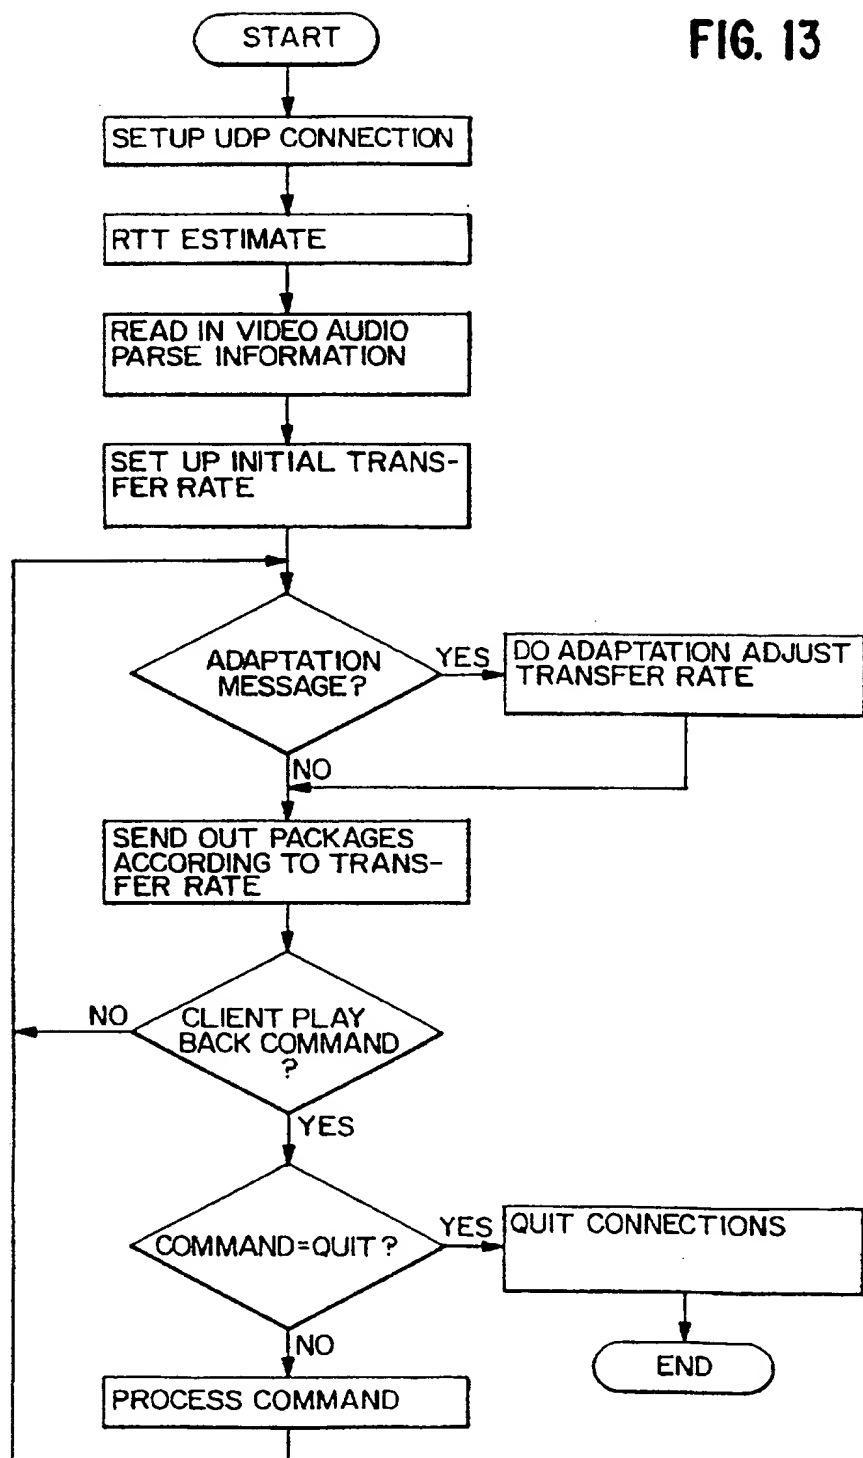 START
FIG. 13
SETUP UDP CONNECTION
RTT ESTIMATE
READ IN VIDEO AUDIO
PARSE INFORMATION
SET UP INITIAL TRANS-
FER RATE
ADAPTATION
MESSAGE?
YES
DO ADAPTATION ADJUST
TRANSFER RATE
NO
SEND OUT PACKAGES
ACCORDING TO TRANS-
FER RATE
NO
CLIENT PLAY
BACK COMMAND
?
YES
COMMAND=QUIT?
YES
QUIT CONNECTIONS
NO
END
PROCESS COMMAND